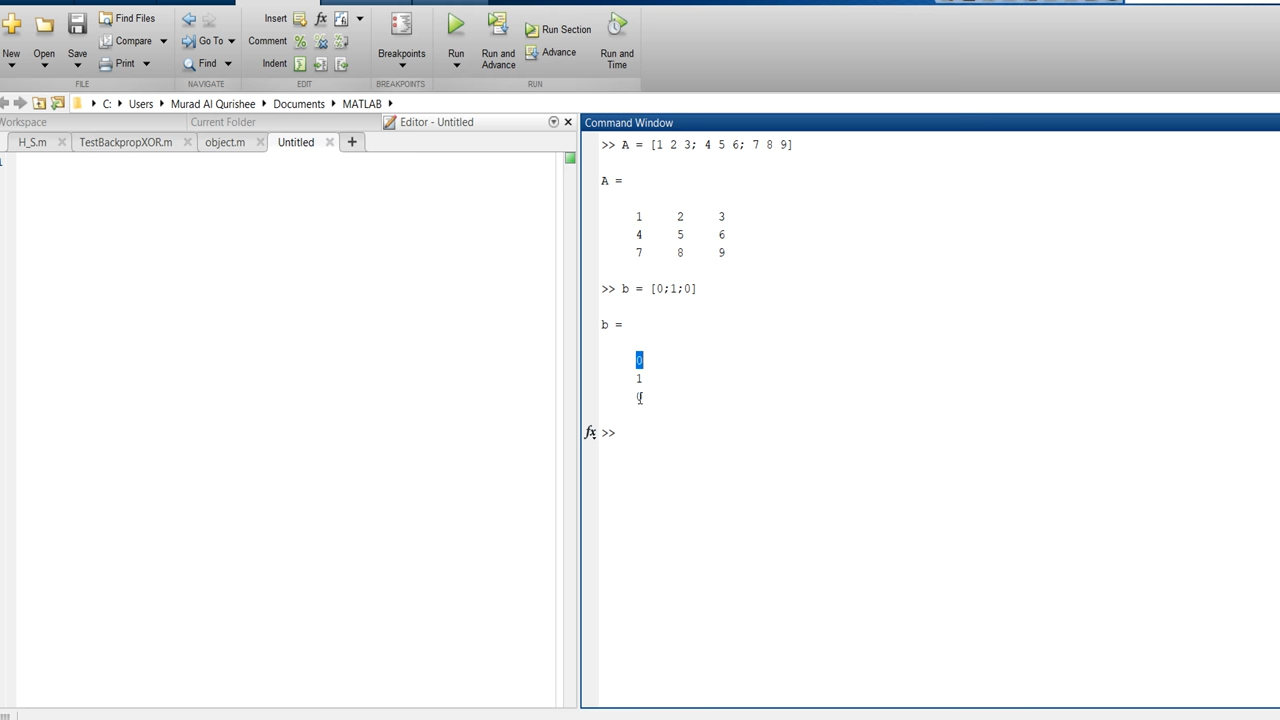 New
Open
Save
Find Files
Compare
Print
FILE
Go To
Find
NAVIGATE
Insert fx
Comment %
Indent
EDIT
Breakpoints
BREAKPOINTS
Run
Run and Advance
Run Section
Advance
Run and Time
RUN
C: Users Murad Al Qurishee Documents MATLAB
Workspace
Current Folder
Editor - Untitled
H_S.m
TestBackpropXOR.m
object.m
Untitled
Command Window
>> A = [1 2 3; 4 5 6; 7 8 9]
A =
1 2 3
4 5 6
7 8 9
>> b = [0;1;0]
b =
0
1
0
fx >>